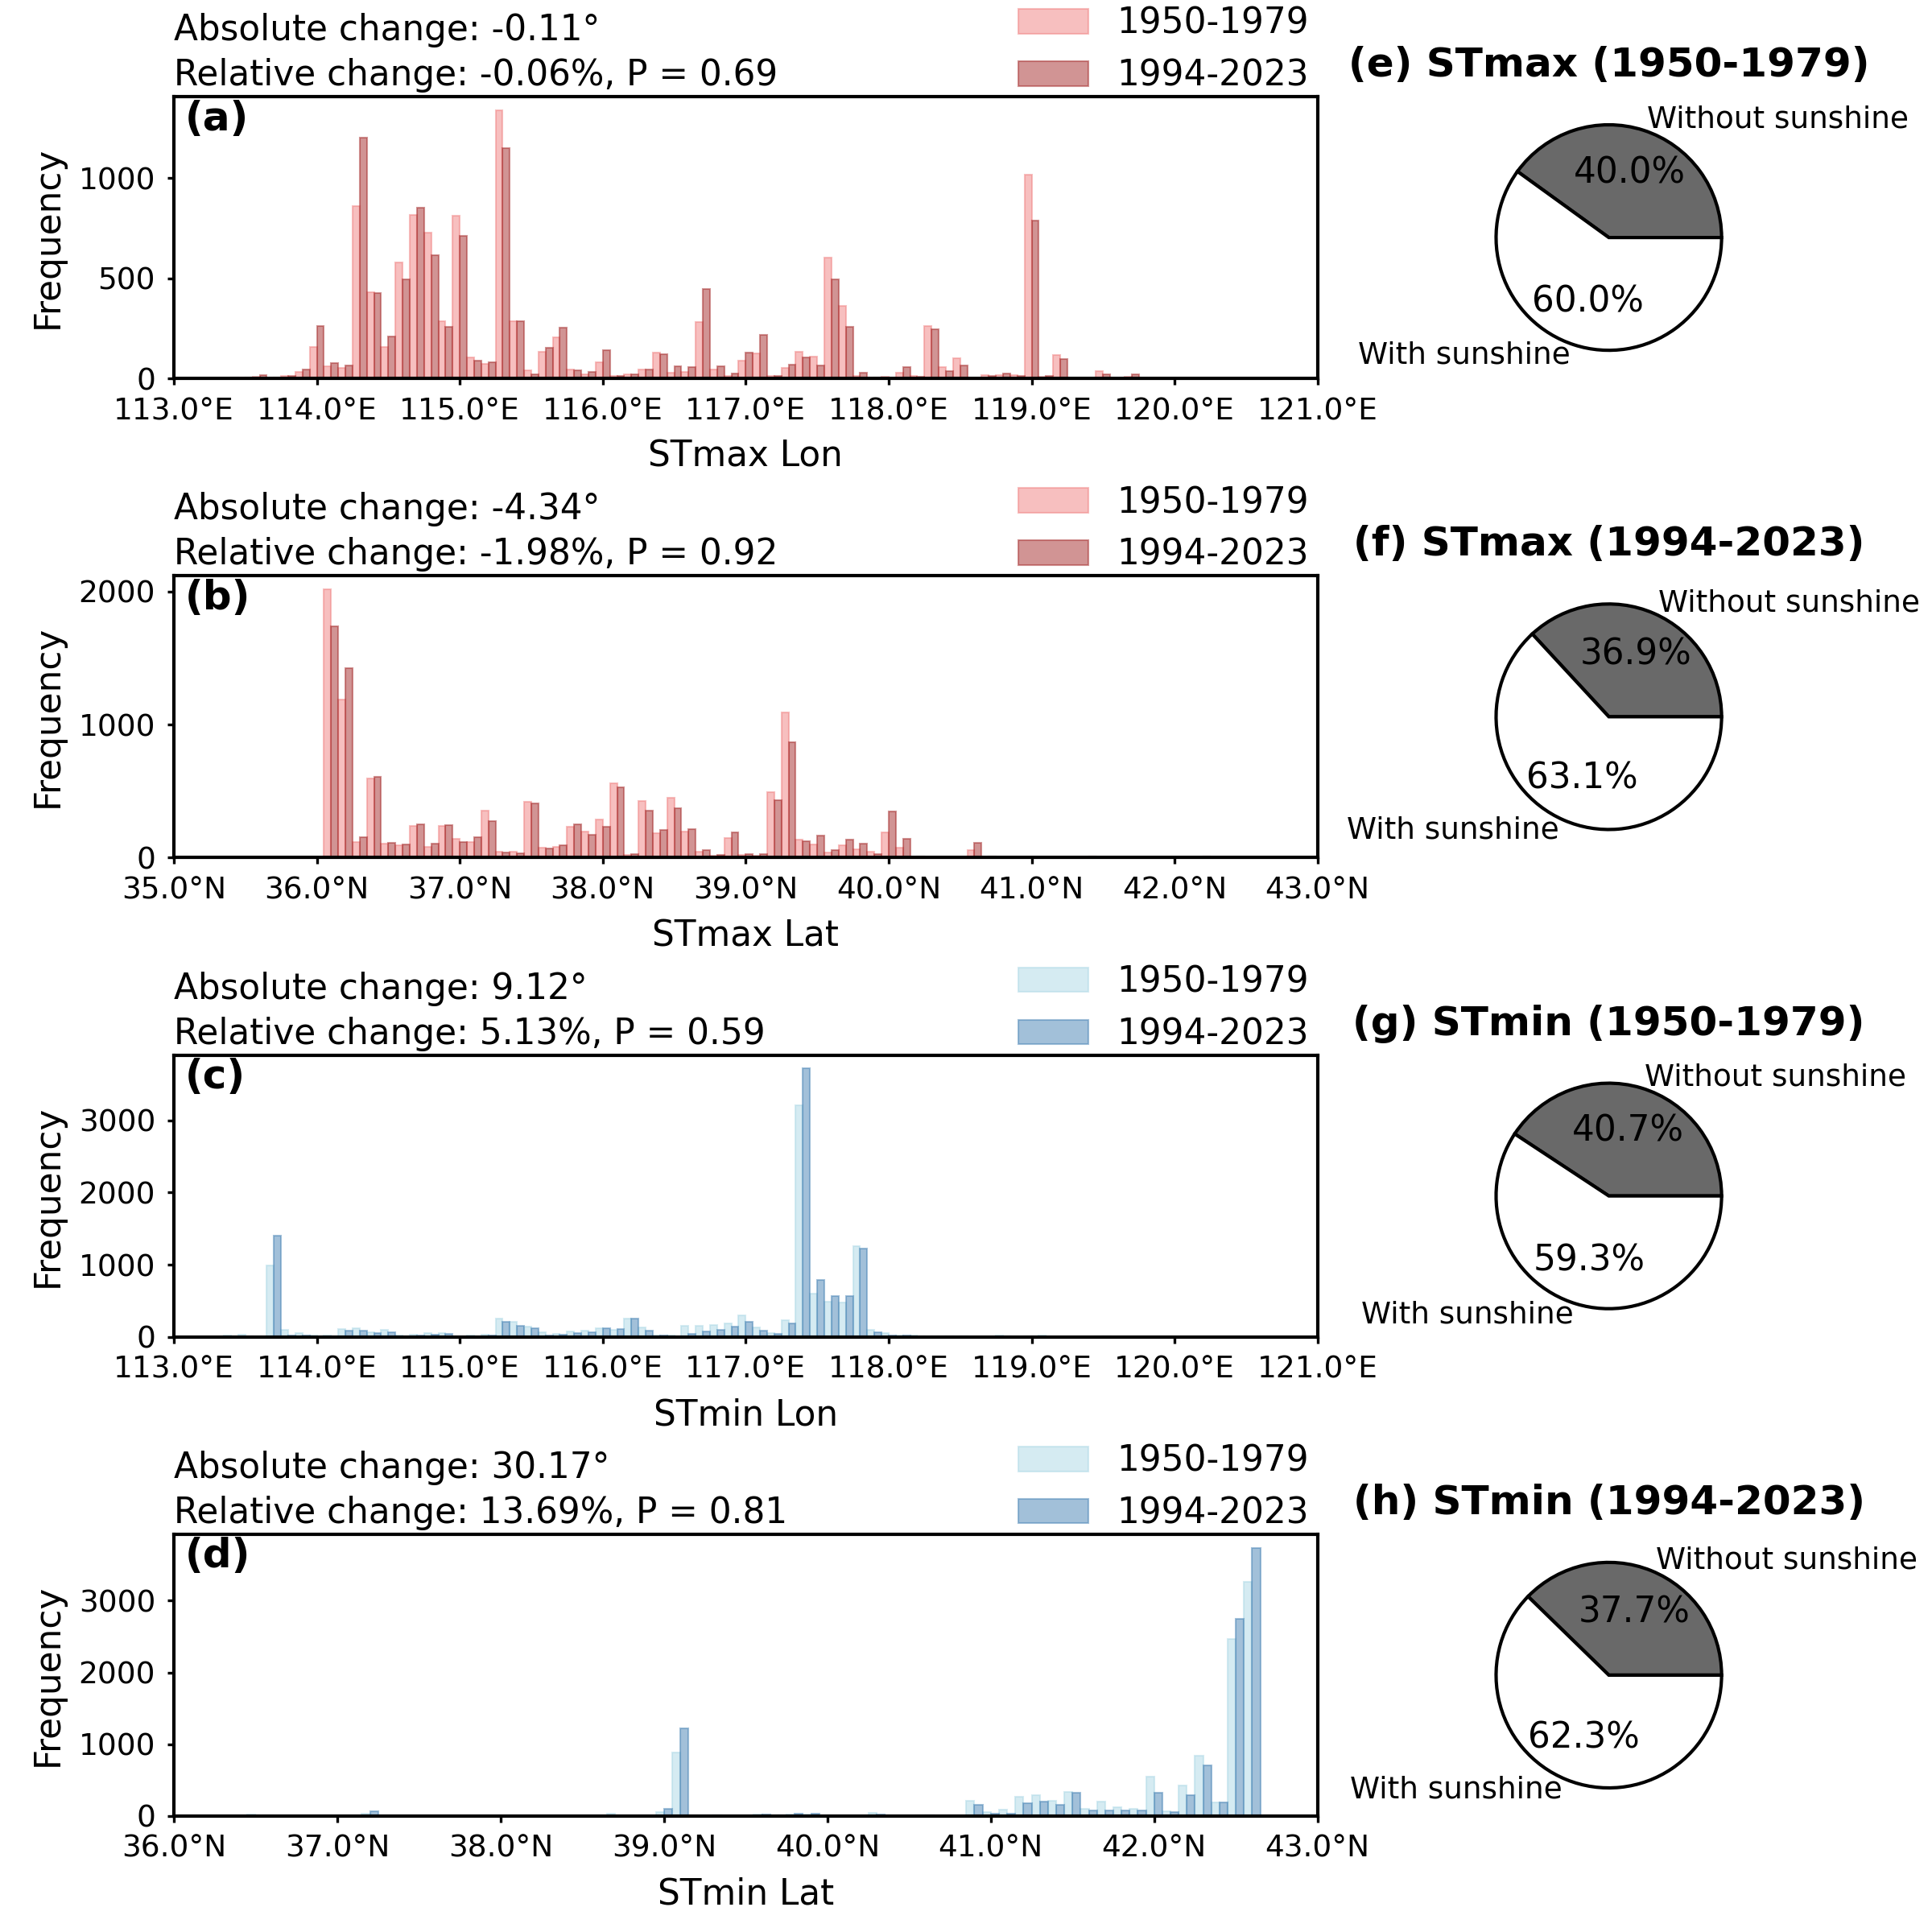 Absolute change: -0.11°
Relative change: -0.06%, P = 0.69
1950-1979
1994-2023
(a)
Frequency
1000
500
0
113.0°E 114.0°E 115.0°E 116.0°E 117.0°E 118.0°E 119.0°E 120.0°E 121.0°E
STmax Lon
(e) STmax (1950-1979)
Without sunshine
40.0%
60.0%
With sunshine
Absolute change: -4.34°
Relative change: -1.98%, P = 0.92
1950-1979
1994-2023
(b)
Frequency
2000
1000
0
35.0°N 36.0°N 37.0°N 38.0°N 39.0°N 40.0°N 41.0°N 42.0°N 43.0°N
STmax Lat
(f) STmax (1994-2023)
Without sunshine
36.9%
63.1%
With sunshine
Absolute change: 9.12°
Relative change: 5.13%, P = 0.59
1950-1979
1994-2023
(c)
Frequency
3000
2000
1000
0
113.0°E 114.0°E 115.0°E 116.0°E 117.0°E 118.0°E 119.0°E 120.0°E 121.0°E
STmin Lon
(g) STmin (1950-1979)
Without sunshine
40.7%
59.3%
With sunshine
Absolute change: 30.17°
Relative change: 13.69%, P = 0.81
1950-1979
1994-2023
(d)
Frequency
3000
2000
1000
0
36.0°N 37.0°N 38.0°N 39.0°N 40.0°N 41.0°N 42.0°N 43.0°N
STmin Lat
(h) STmin (1994-2023)
Without sunshine
37.7%
62.3%
With sunshine